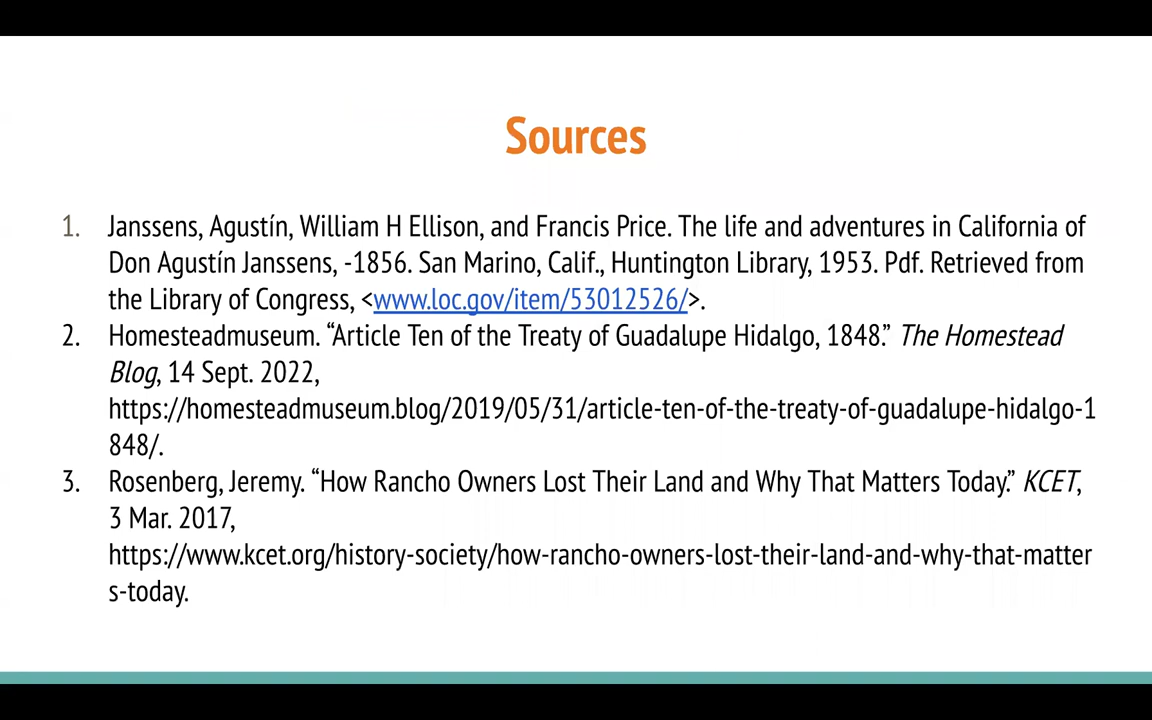 Sources
1. Janssens, Agustín, William H Ellison, and Francis Price. The life and adventures in California of
Don Agustín Janssens, -1856. San Marino, Calif., Huntington Library, 1953. Pdf. Retrieved from
the Library of Congress, <www.loc.gov/item/53012526/>.
2. Homesteadmuseum. “Article Ten of the Treaty of Guadalupe Hidalgo, 1848.” The Homestead
Blog, 14 Sept. 2022,
https://homesteadmuseum.blog/2019/05/31/article-ten-of-the-treaty-of-guadalupe-hidalgo-1
848/.
3. Rosenberg, Jeremy. “How Rancho Owners Lost Their Land and Why That Matters Today.” KCET,
3 Mar. 2017,
https://www.kcet.org/history-society/how-rancho-owners-lost-their-land-and-why-that-matter
s-today.